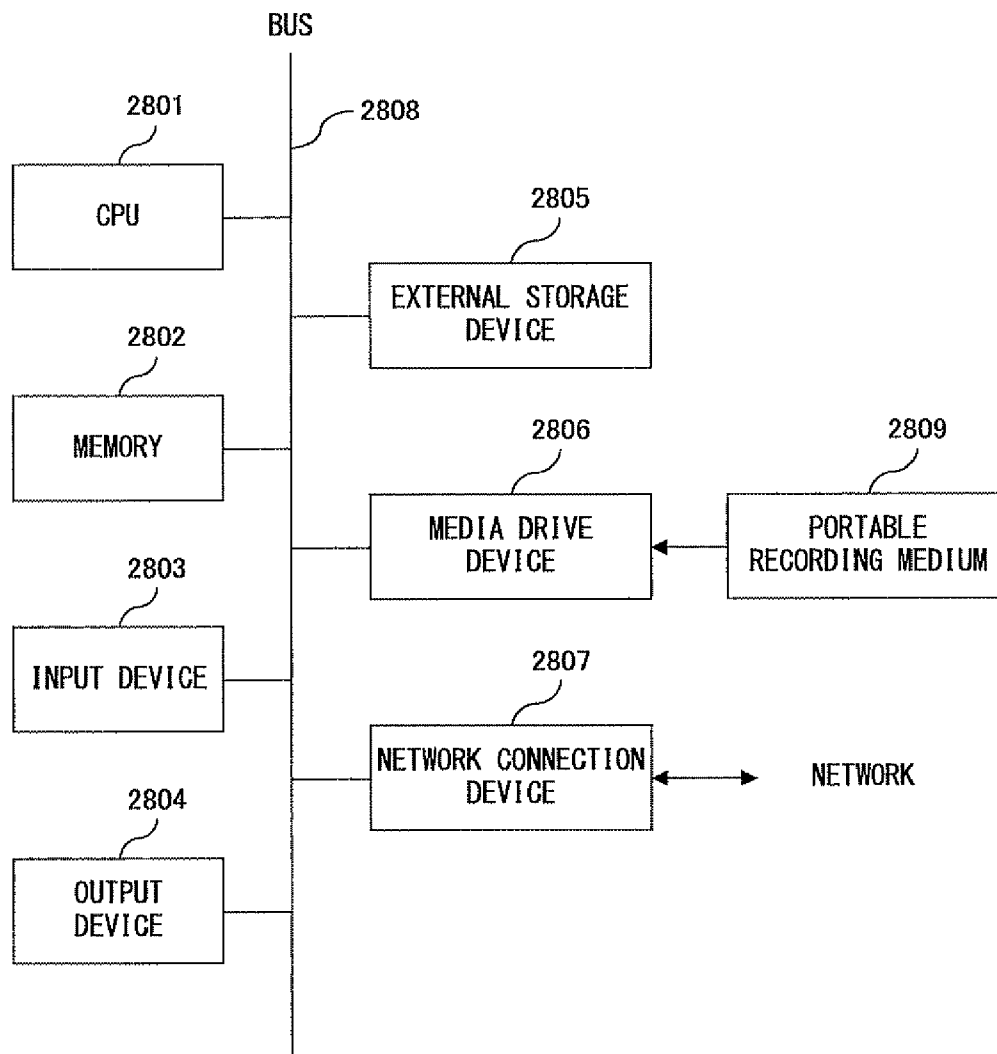 BUS
2801
2808
CPU
2805
EXTERNAL STORAGE
DEVICE
2802
MEMORY
2806
2809
MEDIA DRIVE
DEVICE
PORTABLE
RECORDING MEDIUM
2803
INPUT DEVICE
2807
NETWORK CONNECTION
DEVICE
NETWORK
2804
OUTPUT
DEVICE